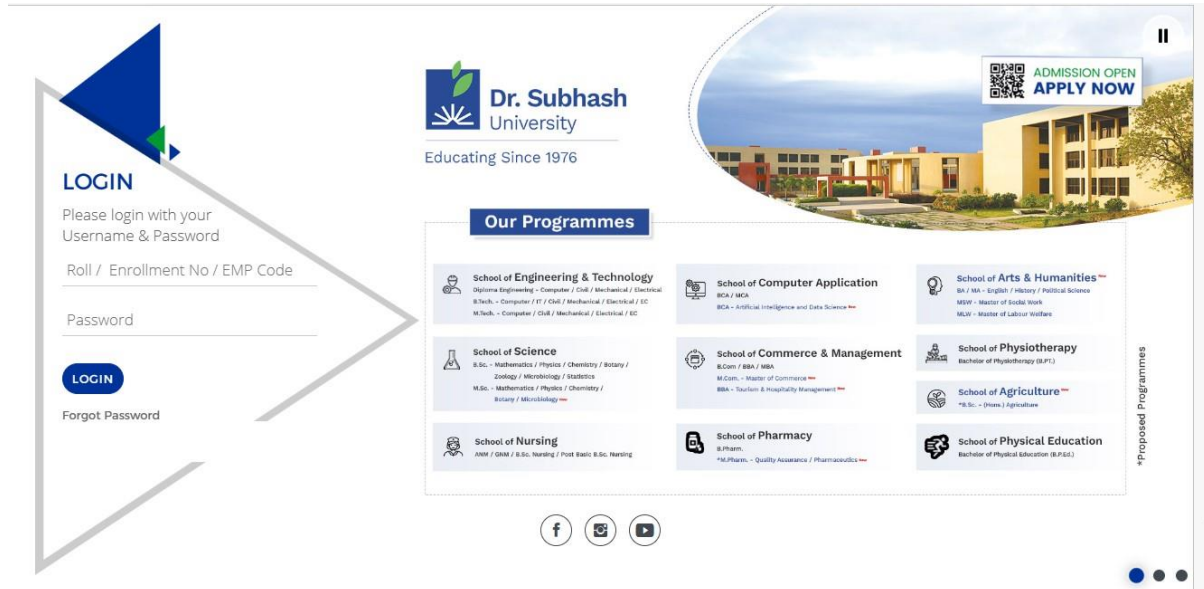 LOGIN
Please login with your
Username & Password
Roll / Enrollment No / EMP Code
Password
LOGIN
Forgot Password
Dr. Subhash
University
Educating Since 1976
ADMISSION OPEN
APPLY NOW
Our Programmes
School of Engineering & Technology
Diploma Engineering - Computer / Civil / Mechanical / Electrical
B.Tech. - Computer / IT / Civil / Mechanical / Electrical / EC
M.Tech. - Computer / Civil / Mechanical / Electrical / EC
School of Computer Application
BCA / MCA
BCA - Artificial Intelligence and Data Science New
School of Arts & Humanities New
BA / MA - English / History / Political Science
MSW - Master of Social Work
MLW - Master of Labour Welfare
School of Science
B.Sc. - Mathematics / Physics / Chemistry / Botany /
Zoology / Microbiology / Statistics
M.Sc. - Mathematics / Physics / Chemistry /
Botany / Microbiology New
School of Commerce & Management
B.Com / BBA / MBA
M.Com. - Master of Commerce New
BBA - Tourism & Hospitality Management New
School of Physiotherapy
Bachelor of Physiotherapy (B.PT.)
School of Agriculture New
*B.Sc. - (Hons.) Agriculture
School of Nursing
ANM / GNM / B.Sc. Nursing / Post Basic B.Sc. Nursing
School of Pharmacy
B.Pharm.
*M.Pharm. - Quality Assurance / Pharmaceutics New
School of Physical Education
Bachelor of Physical Education (B.P.Ed.)
*Proposed Programmes